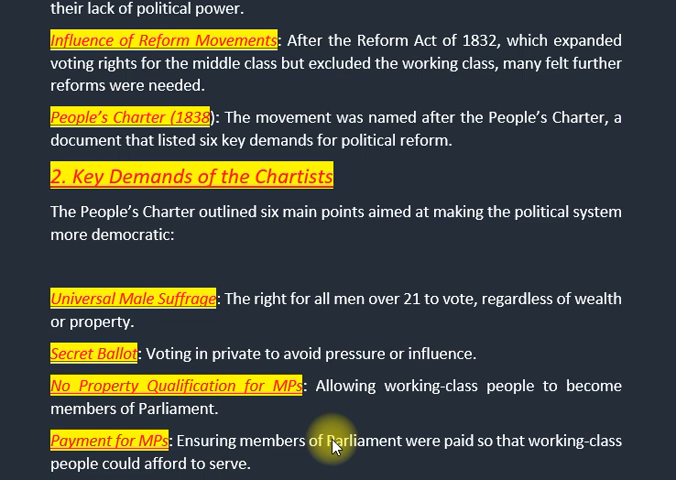 their lack of political power.
Influence of Reform Movements: After the Reform Act of 1832, which expanded
voting rights for the middle class but excluded the working class, many felt further
reforms were needed.
People's Charter (1838): The movement was named after the People's Charter, a
document that listed six key demands for political reform.
2. Key Demands of the Chartists
The People's Charter outlined six main points aimed at making the political system
more democratic:
Universal Male Suffrage: The right for all men over 21 to vote, regardless of wealth
or property.
Secret Ballot: Voting in private to avoid pressure or influence.
No Property Qualification for MPs: Allowing working-class people to become
members of Parliament.
Payment for MPs: Ensuring members of Parliament were paid so that working-class
people could afford to serve.